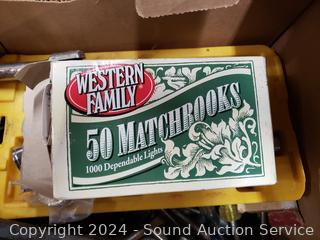 WESTERN
FAMILY
50 MATCHBOOKS
1000 Dependable Lights
Copyright 2024 - Sound Auction Service